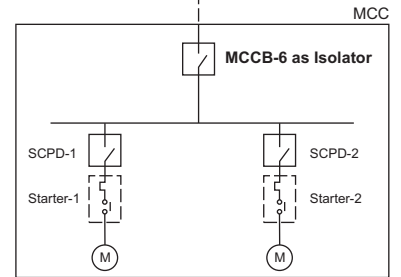 MCC
MCCB-6 as Isolator
SCPD-1
SCPD-2
Starter-1
Starter-2
M
M